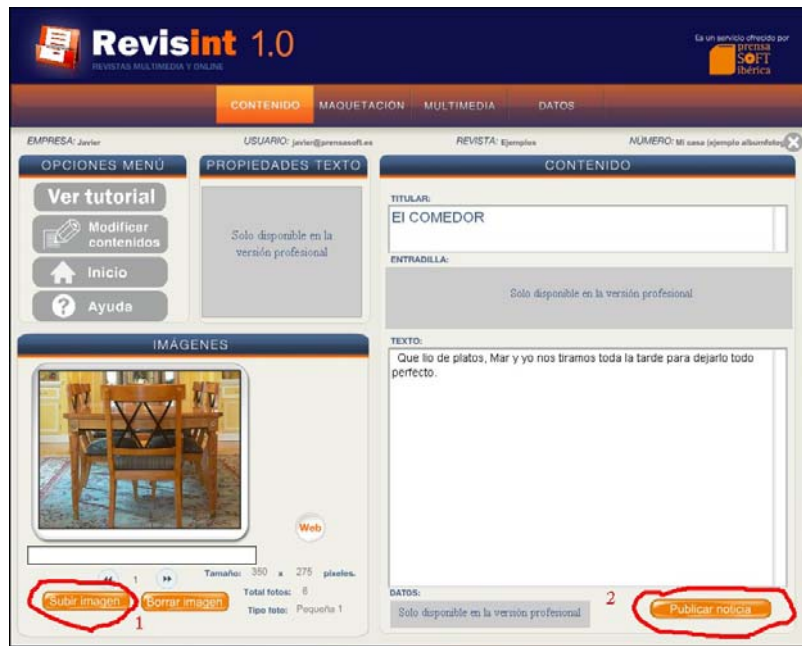 Revisint 1.0
REVISTAS MULTIMEDIA Y ONLINE
Es un servicio ofrecido por
prensa
SOFT
ibérica
CONTENIDO MAQUETACION MULTIMEDIA DATOS
EMPRESA: Javier USUARIO: javier@prensasoft.es REVISTA: Ejemplos NÚMERO: Mi casa (ejemplo albumfotos)
OPCIONES MENÚ
Ver tutorial
Modificar
contenidos
Inicio
Ayuda
PROPIEDADES TEXTO
Solo disponible en la
versión profesional
CONTENIDO
TITULAR:
El COMEDOR
ENTRADILLA:
Solo disponible en la versión profesional
TEXTO:
Que lio de platos, Mar y yo nos tiramos toda la tarde para dejarlo todo
perfecto.
IMÁGENES
Web
1
Tamaño: 350 x 275 pixeles.
Total fotos: 6
Tipo foto: Pequeña 1
Subir imagen Borrar imagen
1
DATOS:
Solo disponible en la versión profesional
2
Publicar noticia